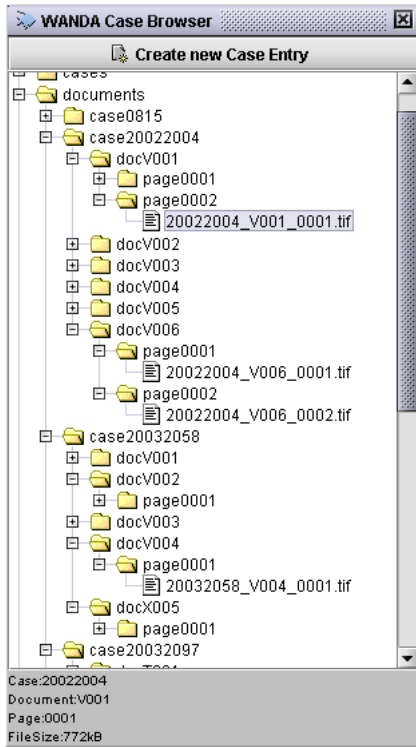 WANDA Case Browser
Create new Case Entry
cases
documents
case0815
case20022004
docV001
page0001
page0002
20022004_V001_0001.tif
docV002
docV003
docV004
docV005
docV006
page0001
20022004_V006_0001.tif
page0002
20022004_V006_0002.tif
case20032058
docV001
docV002
page0001
docV003
docV004
page0001
20032058_V004_0001.tif
docX005
page0001
case20032097
Case:20022004
Document:V001
Page:0001
FileSize:772kB